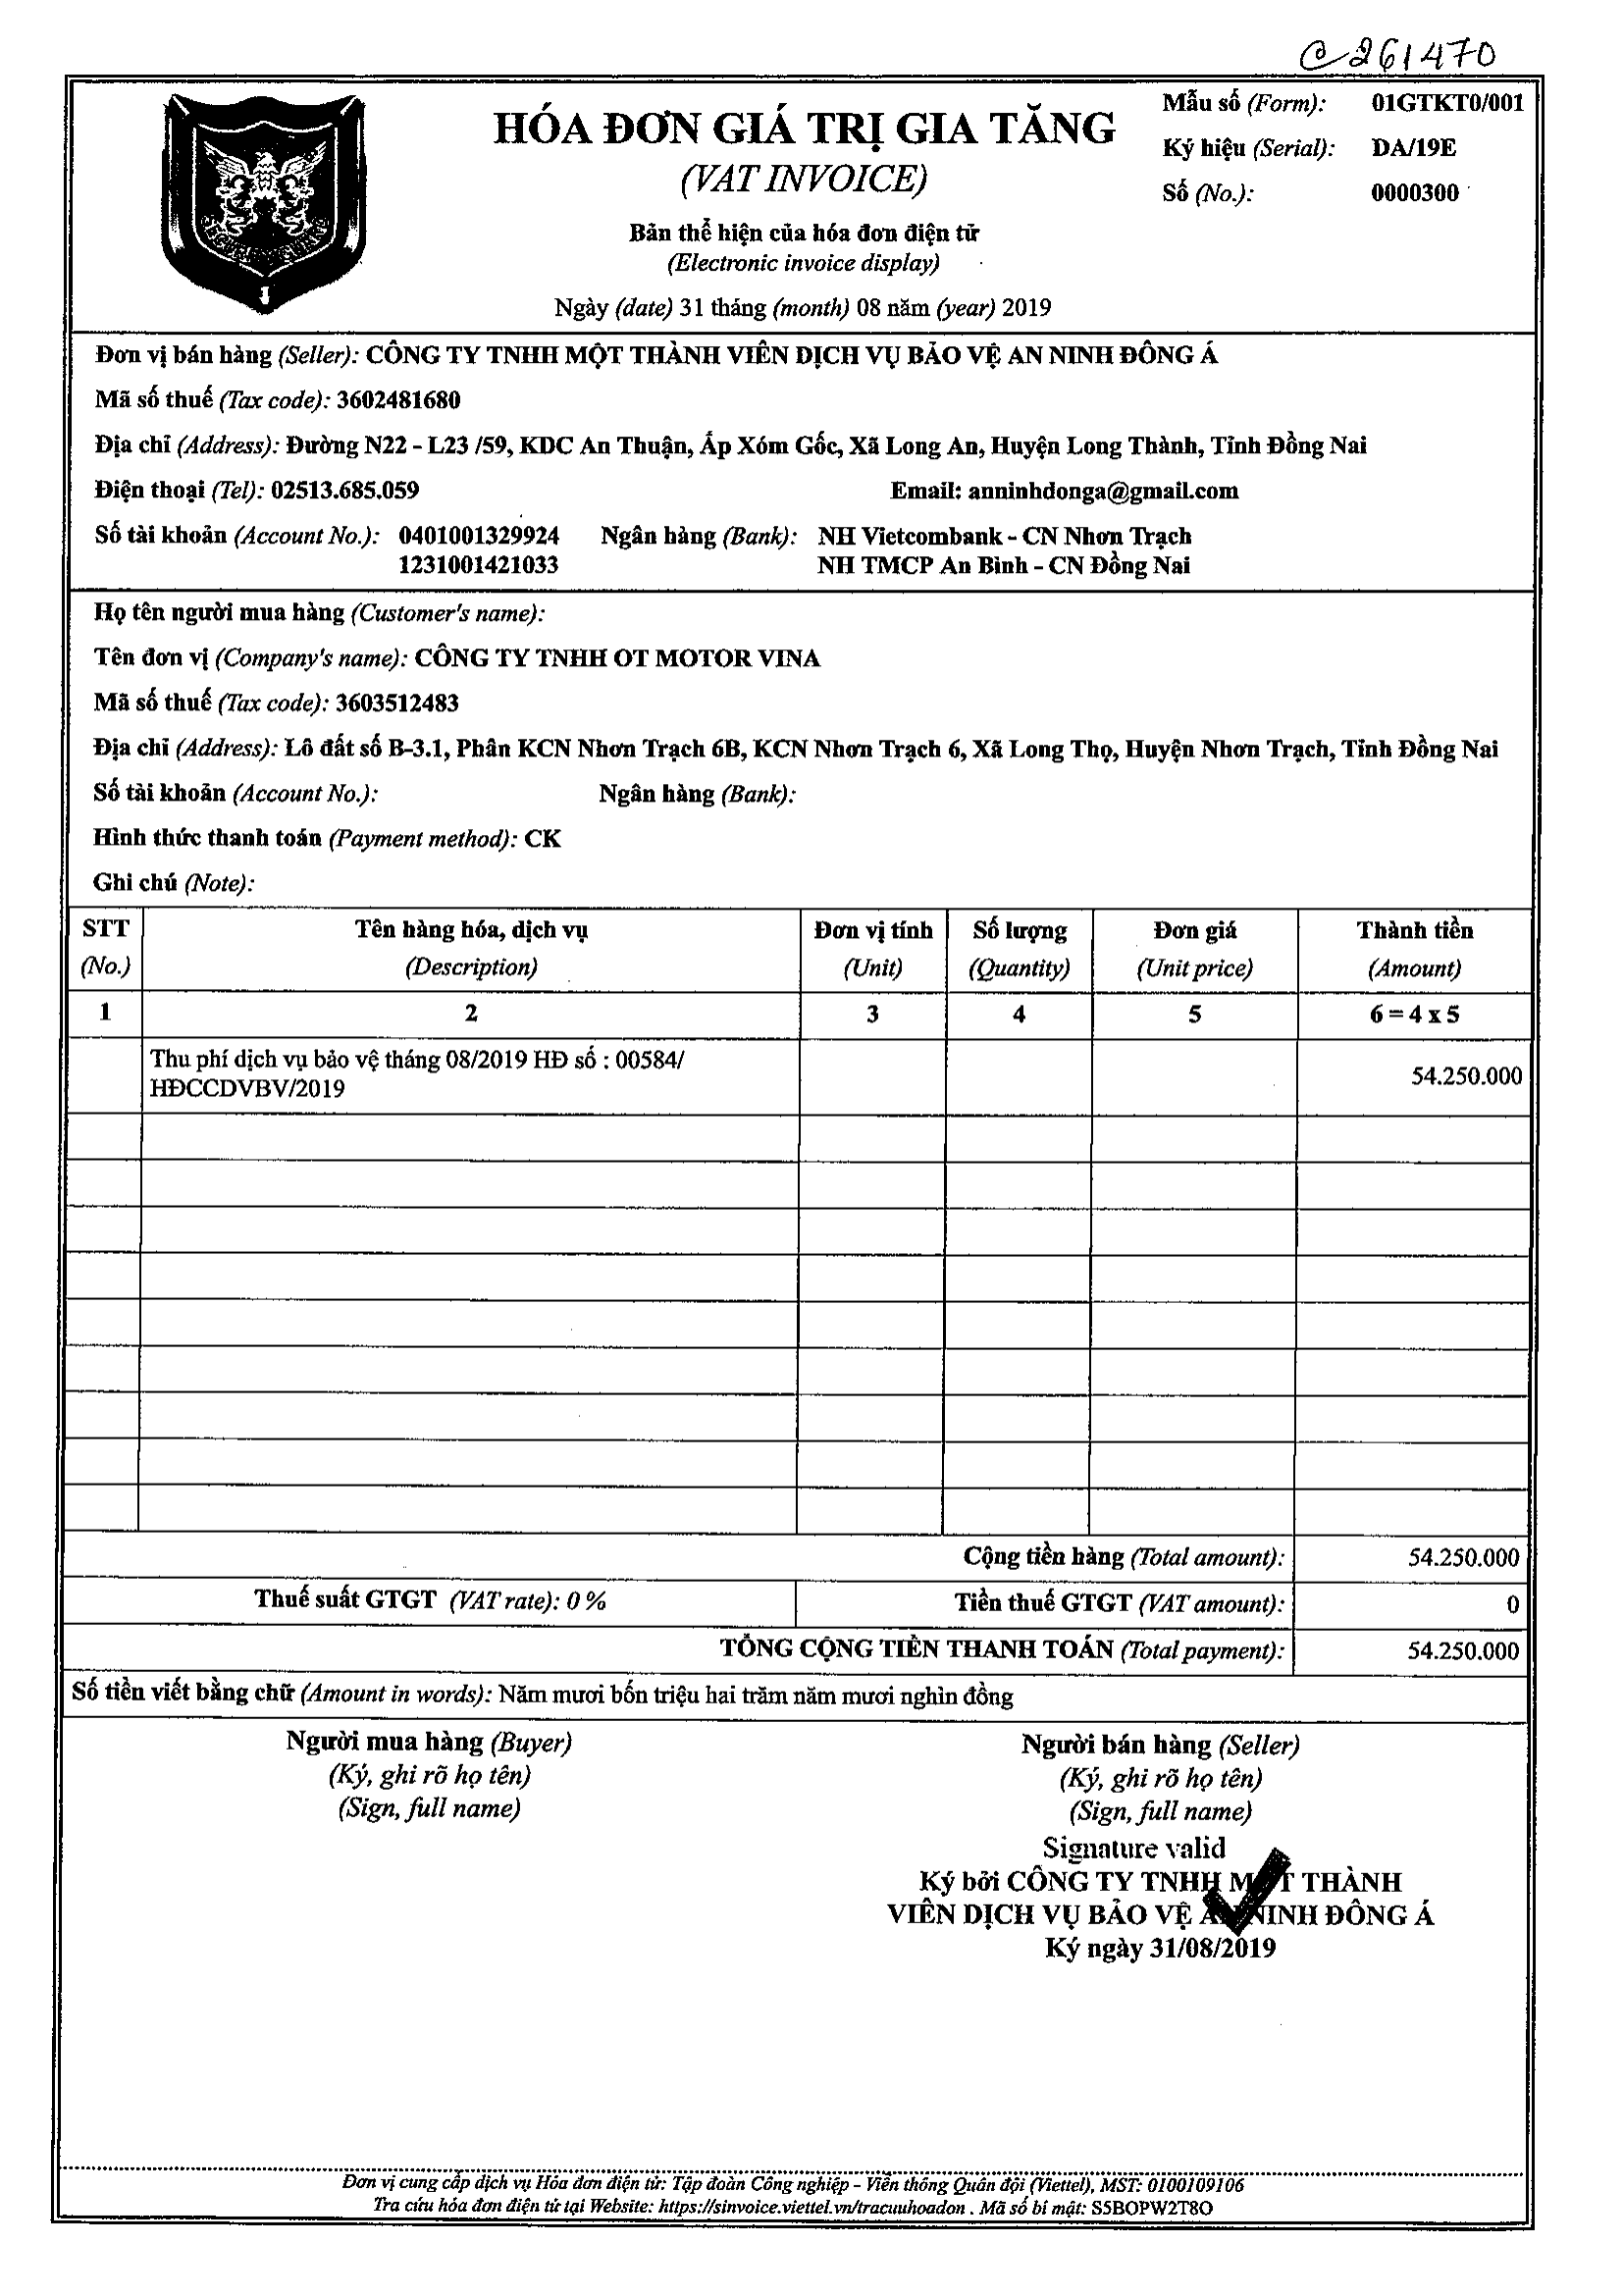 C261470
HÓA ĐƠN GIÁ TRỊ GIA TĂNG
(VAT INVOICE)
Bản thể hiện của hóa đơn điện tử
(Electronic invoice display)
Ngày (date) 31 tháng (month) 08 năm (year) 2019
Mẫu số (Form): 01GTKT0/001
Ký hiệu (Serial): DA/19E
Số (No.): 0000300
Đơn vị bán hàng (Seller): CÔNG TY TNHH MỘT THÀNH VIÊN DỊCH VỤ BẢO VỆ AN NINH ĐÔNG Á
Mã số thuế (Tax code): 3602481680
Địa chỉ (Address): Đường N22 - L23 /59, KDC An Thuận, Ấp Xóm Gốc, Xã Long An, Huyện Long Thành, Tỉnh Đồng Nai
Điện thoại (Tel): 02513.685.059 Email: anninhdonga@gmail.com
Số tài khoản (Account No.): 0401001329924 Ngân hàng (Bank): NH Vietcombank - CN Nhơn Trạch
1231001421033 NH TMCP An Bình - CN Đồng Nai
Họ tên người mua hàng (Customer's name):
Tên đơn vị (Company's name): CÔNG TY TNHH OT MOTOR VINA
Mã số thuế (Tax code): 3603512483
Địa chỉ (Address): Lô đất số B-3.1, Phân KCN Nhơn Trạch 6B, KCN Nhơn Trạch 6, Xã Long Thọ, Huyện Nhơn Trạch, Tỉnh Đồng Nai
Số tài khoản (Account No.): Ngân hàng (Bank):
Hình thức thanh toán (Payment method): CK
Ghi chú (Note):
STT Tên hàng hóa, dịch vụ Đơn vị tính Số lượng Đơn giá Thành tiền
(No.) (Description) (Unit) (Quantity) (Unit price) (Amount)
1 2 3 4 5 6 = 4 x 5
Thu phí dịch vụ bảo vệ tháng 08/2019 HĐ số : 00584/
HĐCCDVBV/2019 54.250.000
Cộng tiền hàng (Total amount): 54.250.000
Thuế suất GTGT (VAT rate): 0 % Tiền thuế GTGT (VAT amount): 0
TỔNG CỘNG TIỀN THANH TOÁN (Total payment): 54.250.000
Số tiền viết bằng chữ (Amount in words): Năm mươi bốn triệu hai trăm năm mươi nghìn đồng
Người mua hàng (Buyer) Người bán hàng (Seller)
(Ký, ghi rõ họ tên) (Ký, ghi rõ họ tên)
(Sign, full name) (Sign, full name)
Signature valid
Ký bởi CÔNG TY TNHH MỘT THÀNH
VIÊN DỊCH VỤ BẢO VỆ AN NINH ĐÔNG Á
Ký ngày 31/08/2019
Đơn vị cung cấp dịch vụ Hóa đơn điện tử: Tập đoàn Công nghiệp - Viễn thông Quân đội (Viettel), MST: 0100109106
Tra cứu hóa đơn điện tử tại Website: https://sinvoice.viettel.vn/tracuuhoadon . Mã số bí mật: S5BOPW2T8O